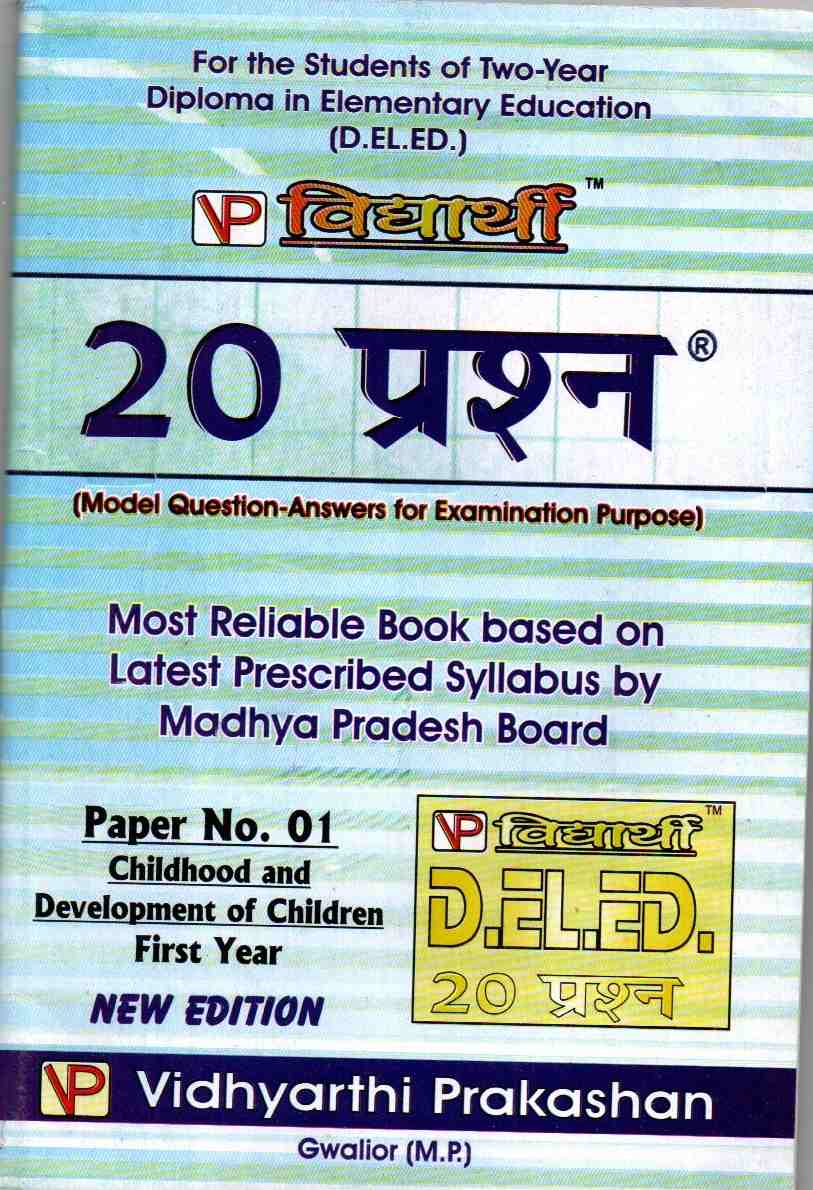 For the Students of Two-Year
Diploma in Elementary Education
(D.EL.ED.)
VP विद्यार्थी TM
20 प्रश्न ®
(Model Question-Answers for Examination Purpose)
Most Reliable Book based on
Latest Prescribed Syllabus by
Madhya Pradesh Board
Paper No. 01
Childhood and
Development of Children
First Year
NEW EDITION
VP विद्यार्थी TM
D.EL.ED.
20 प्रश्न
VP Vidhyarthi Prakashan
Gwalior (M.P.)